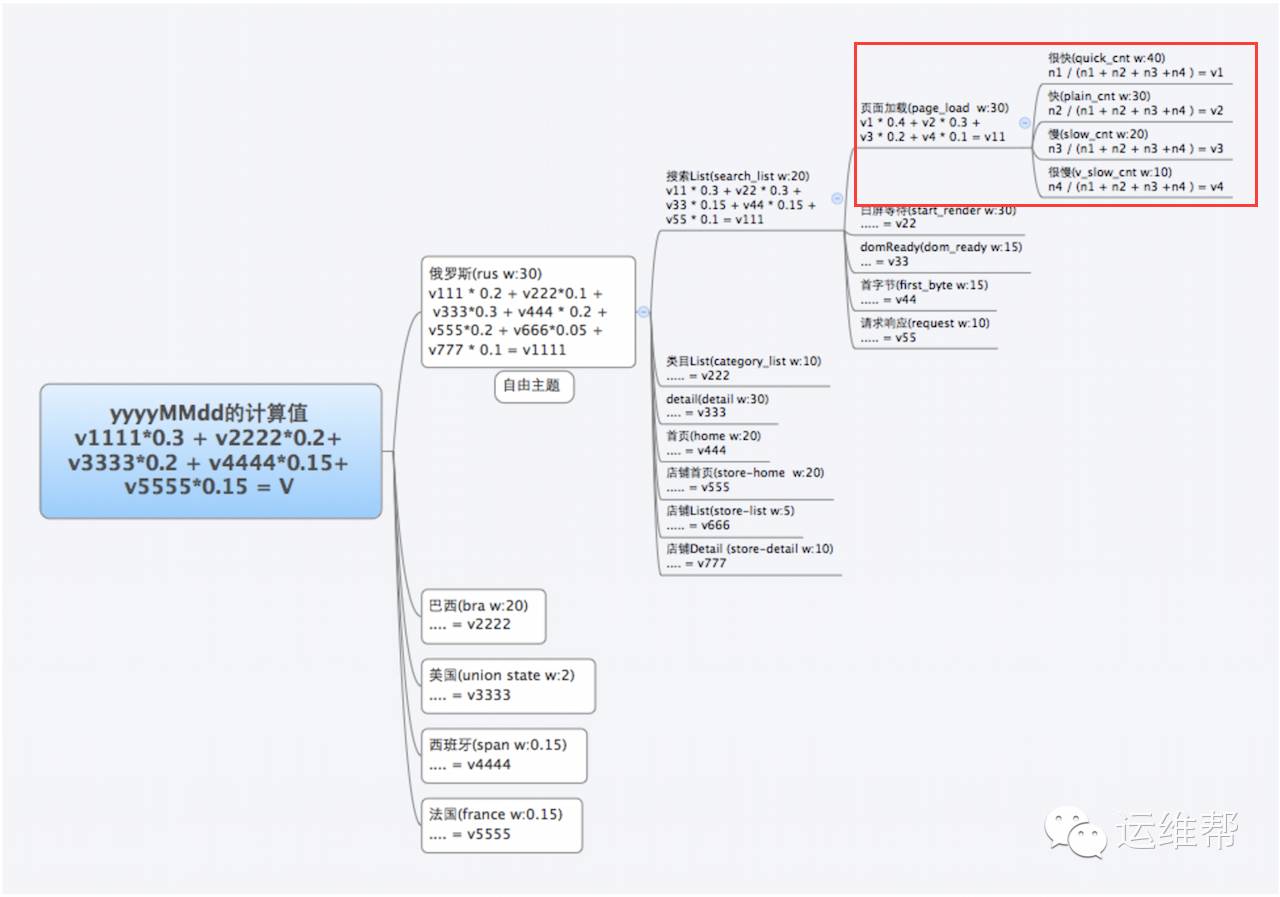 yyyyMMdd的计算值
v1111*0.3 + v2222*0.2+
v3333*0.2 + v4444*0.15+
v5555*0.15 = V
俄罗斯(rus w:30)
v111 * 0.2 + v222*0.1 +
v333*0.3 + v444 * 0.2 +
v555*0.2 + v666*0.05 +
v777 * 0.1 = v1111
自由主题
搜索List(search_list w:20)
v11 * 0.3 + v22 * 0.3 +
v33 * 0.15 + v44 * 0.15 +
v55 * 0.1 = v111
页面加载(page_load w:30)
v1 * 0.4 + v2 * 0.3 +
v3 * 0.2 + v4 * 0.1 = v11
很快(quick_cnt w:40)
n1 / (n1 + n2 + n3 +n4 ) = v1
快(plain_cnt w:30)
n2 / (n1 + n2 + n3 +n4 ) = v2
慢(slow_cnt w:20)
n3 / (n1 + n2 + n3 +n4 ) = v3
很慢(v_slow_cnt w:10)
n4 / (n1 + n2 + n3 +n4 ) = v4
白屏等待(start_render w:30)
..... = v22
domReady(dom_ready w:15)
... = v33
首字节(first_byte w:15)
..... = v44
请求响应(request w:10)
..... = v55
类目List(category_list w:10)
..... = v222
detail(detail w:30)
.... = v333
首页(home w:20)
.... = v444
店铺首页(store-home w:20)
..... = v555
店铺List(store-list w:5)
..... = v666
店铺Detail (store-detail w:10)
.... = v777
巴西(bra w:20)
.... = v2222
美国(union state w:2)
.... = v3333
西班牙(span w:0.15)
.... = v4444
法国(france w:0.15)
.... = v5555
运维帮